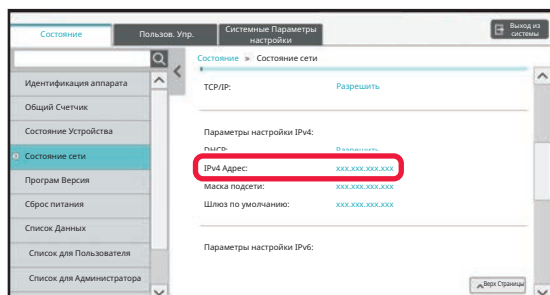 Состояние
Пользов. Упр.
Системные Параметры
настройки
Выход из
системы
Состояние » Состояние сети
Идентификация аппарата
Общий Счетчик
Состояние Устройства
Состояние сети
Програм Версия
Сброс питания
Список Данных
Список для Пользователя
Список для Администратора
TCP/IP: Разрешить
Параметры настройки IPv4:
DHCP: Разрешить
IPv4 Адрес: xxx.xxx.xxx.xxx
Маска подсети: xxx.xxx.xxx.xxx
Шлюз по умолчанию: xxx.xxx.xxx.xxx
Параметры настройки IPv6:
Верх Страницы